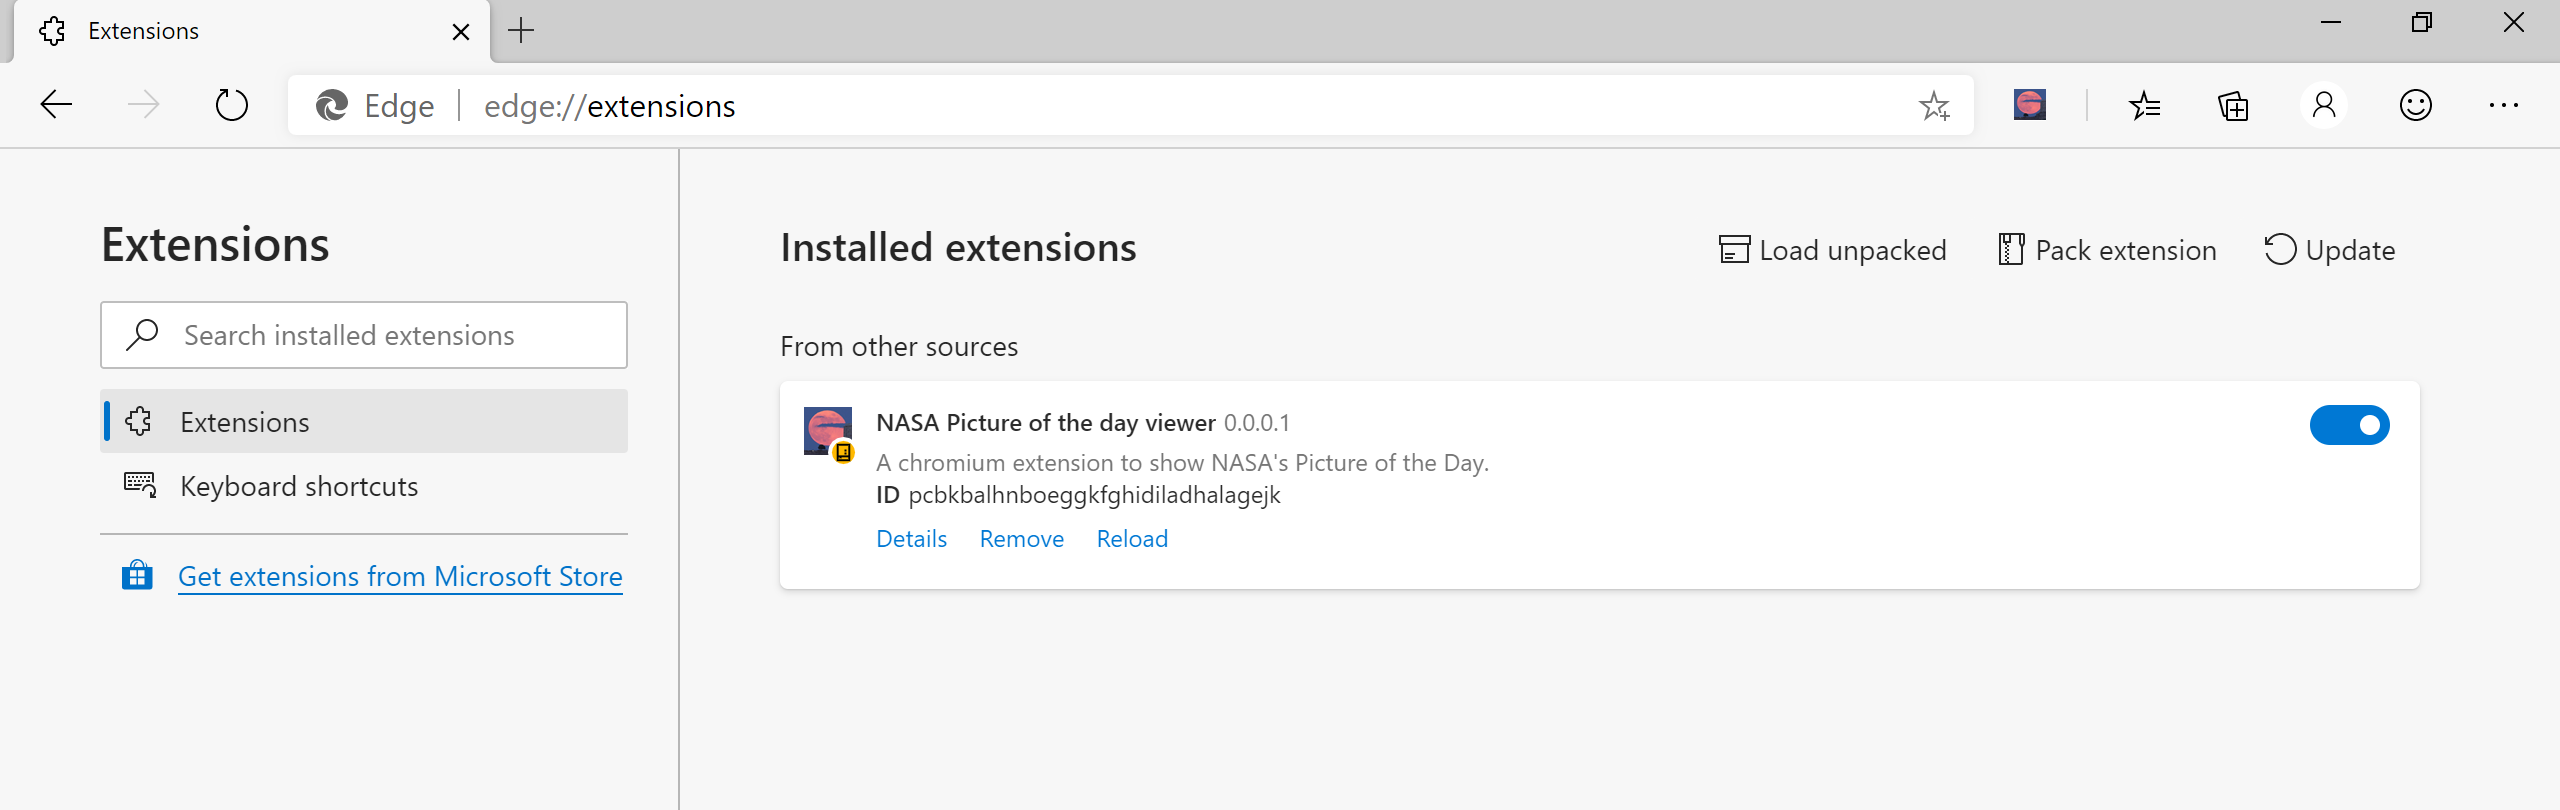 Extensions
Edge
edge://extensions
Extensions
Search installed extensions
Extensions
Keyboard shortcuts
Get extensions from Microsoft Store
Installed extensions
Load unpacked
Pack extension
Update
From other sources
NASA Picture of the day viewer 0.0.0.1
A chromium extension to show NASA's Picture of the Day.
ID pcbkbalhnboeggkfghidiladhalagejk
Details Remove Reload